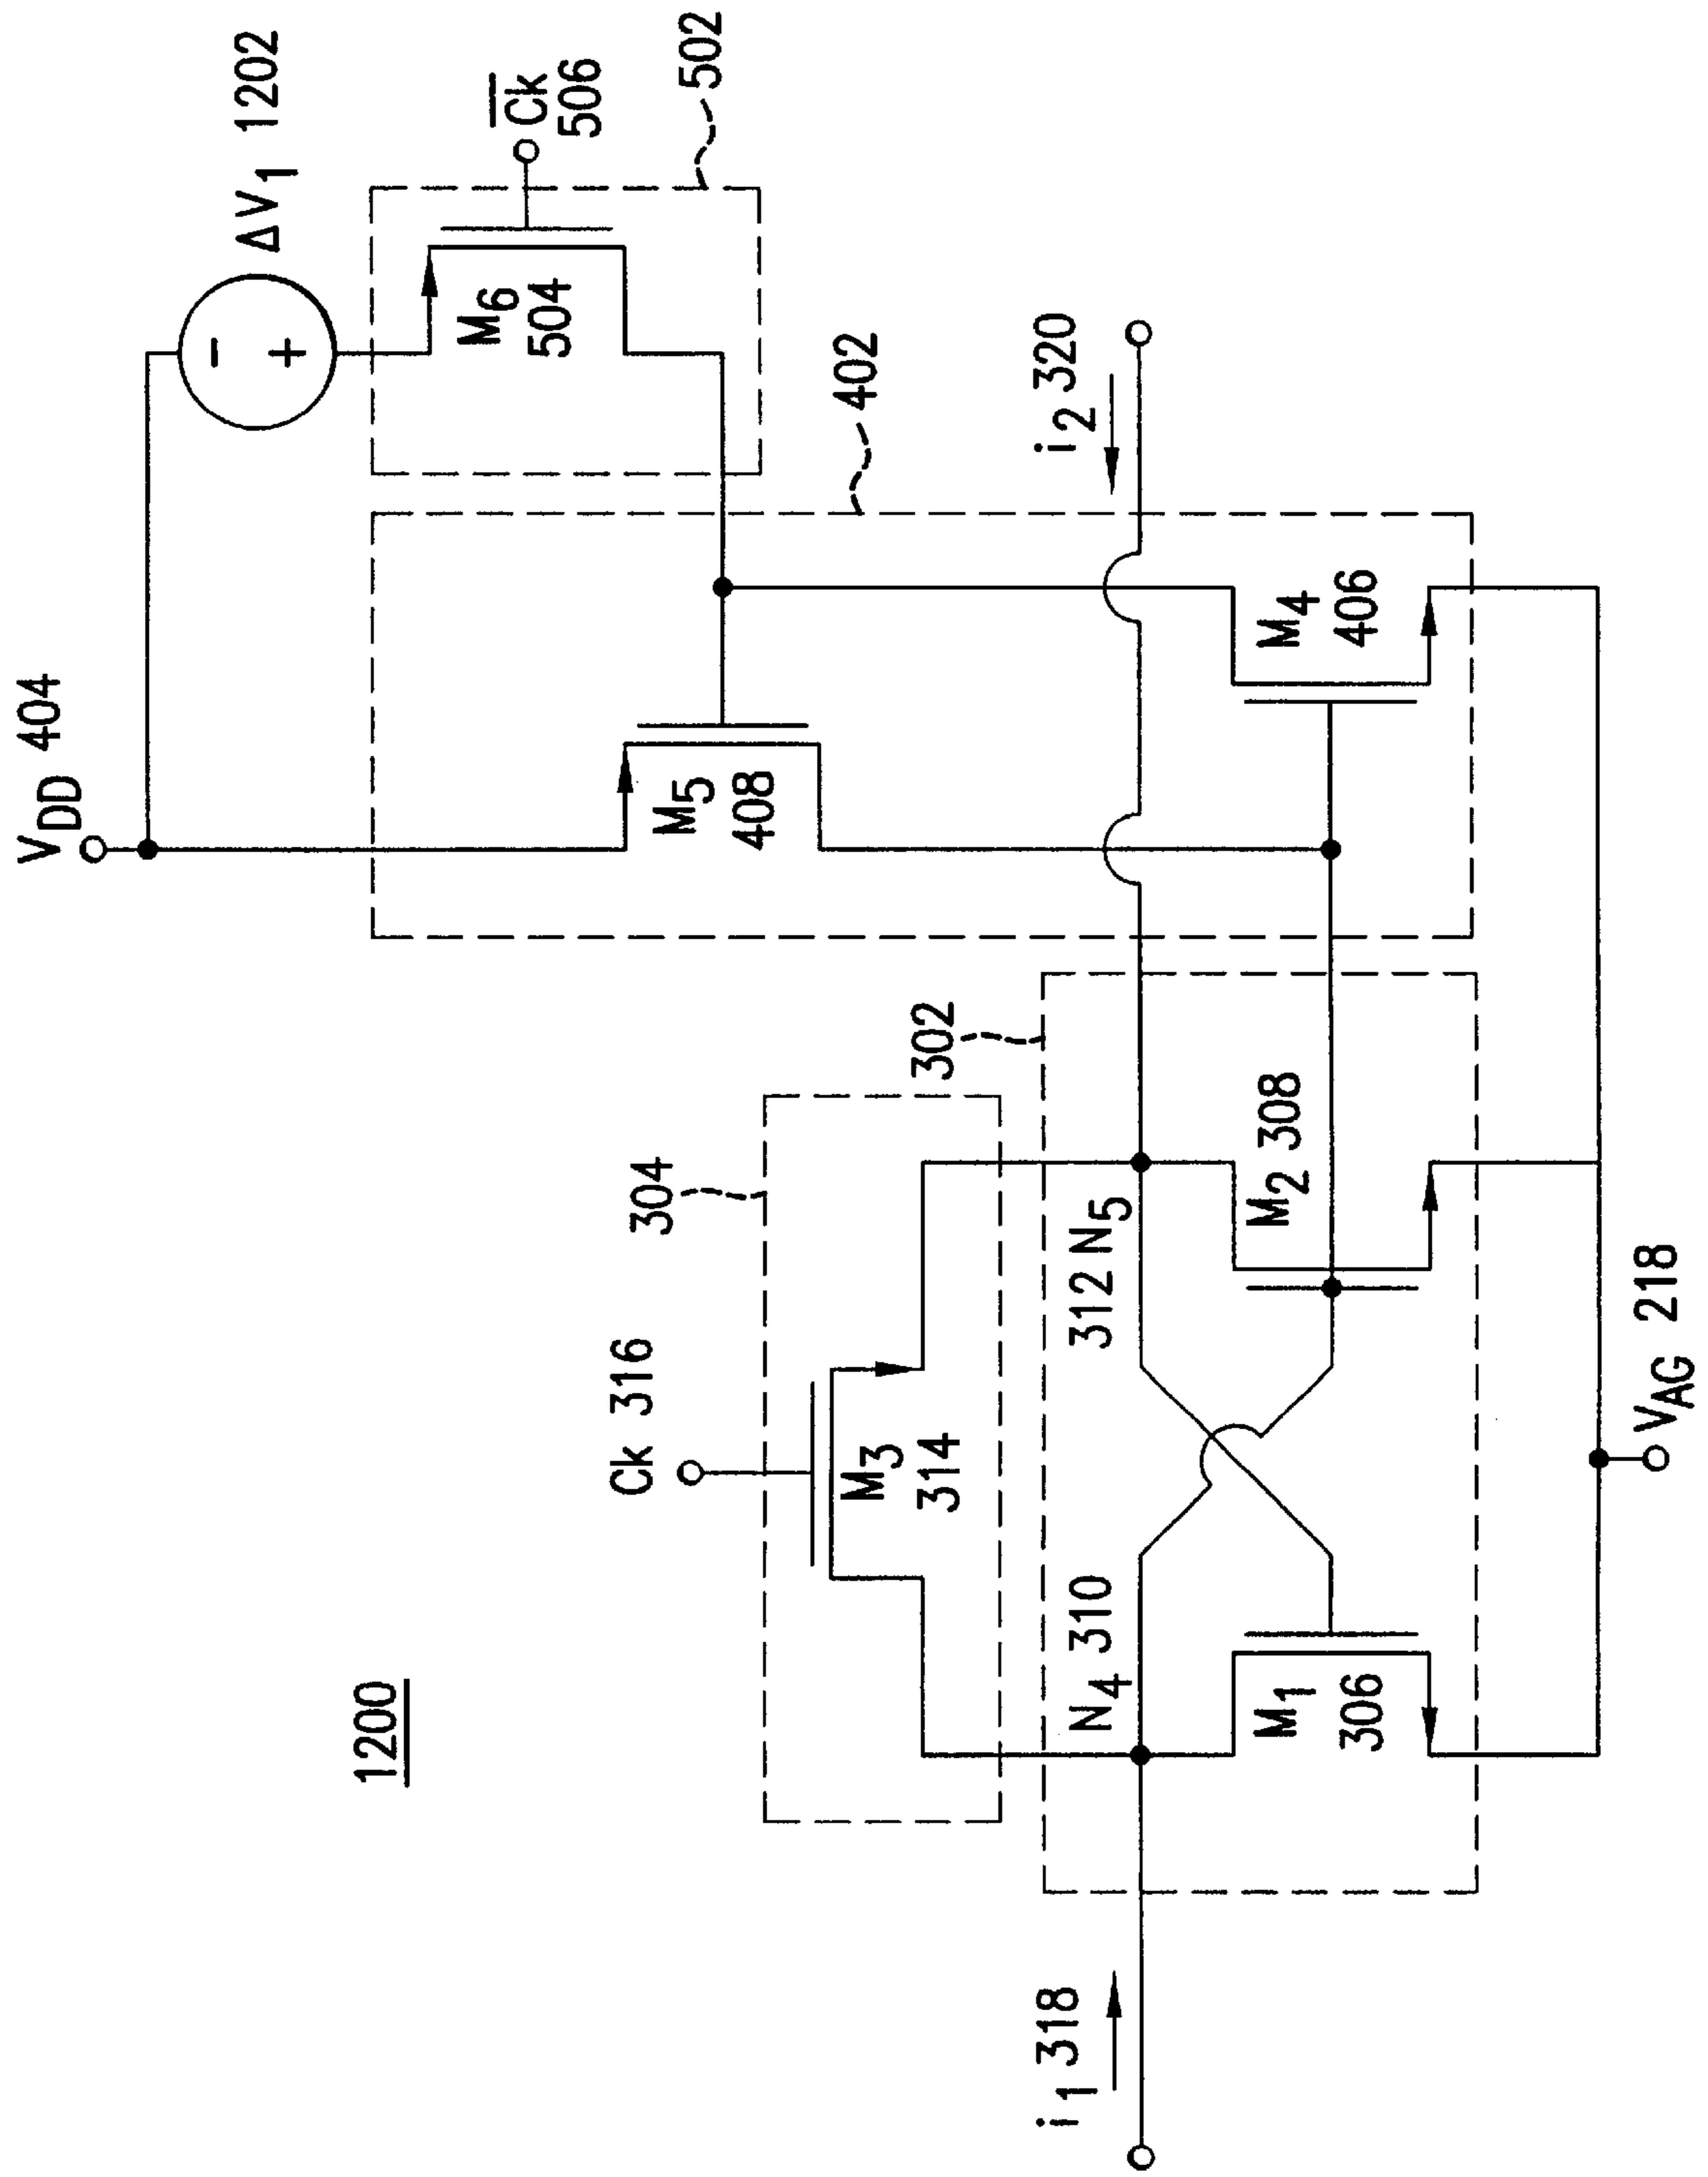 1200
V_DD 404
ΔV_1 1202
C̅k̅
506
502
M_6
504
402
M_5
408
i_2 320
M_4
406
304
302
Ck 316
M_3
314
312 N_5
M_2 308
N_4 310
M_1
306
i_1 318
V_AG 218
- +